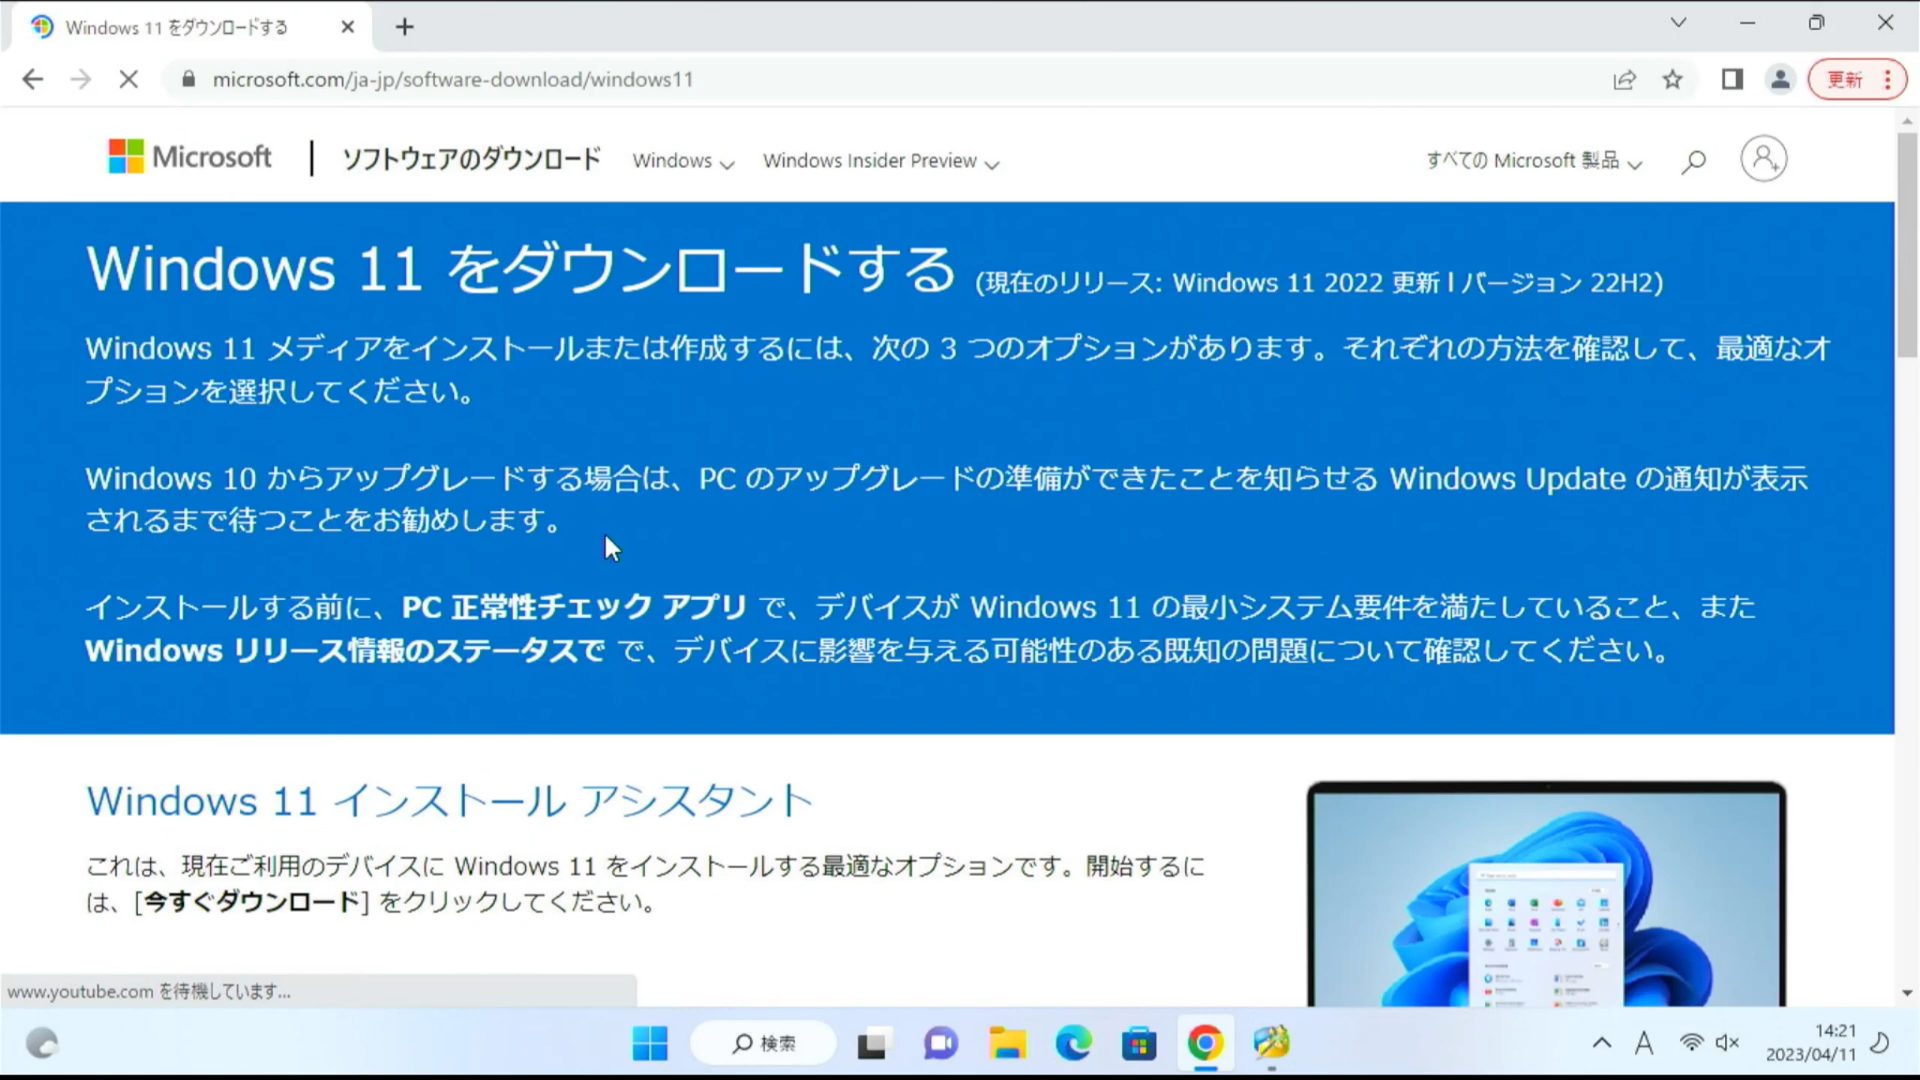 Windows 11 をダウンロードする
microsoft.com/ja-jp/software-download/windows11
更新
Microsoft
ソフトウェアのダウンロード
Windows
Windows Insider Preview
すべての Microsoft 製品
Windows 11 をダウンロードする (現在のリリース: Windows 11 2022 更新 l バージョン 22H2)
Windows 11 メディアをインストールまたは作成するには、次の 3 つのオプションがあります。それぞれの方法を確認して、最適なオ
プションを選択してください。
Windows 10 からアップグレードする場合は、PC のアップグレードの準備ができたことを知らせる Windows Update の通知が表示
されるまで待つことをお勧めします。
インストールする前に、PC 正常性チェック アプリ で、デバイスが Windows 11 の最小システム要件を満たしていること、また
Windows リリース情報のステータスで で、デバイスに影響を与える可能性のある既知の問題について確認してください。
Windows 11 インストール アシスタント
これは、現在ご利用のデバイスに Windows 11 をインストールする最適なオプションです。開始するに
は、[今すぐダウンロード] をクリックしてください。
www.youtube.com を待機しています...
検索
A
14:21
2023/04/11